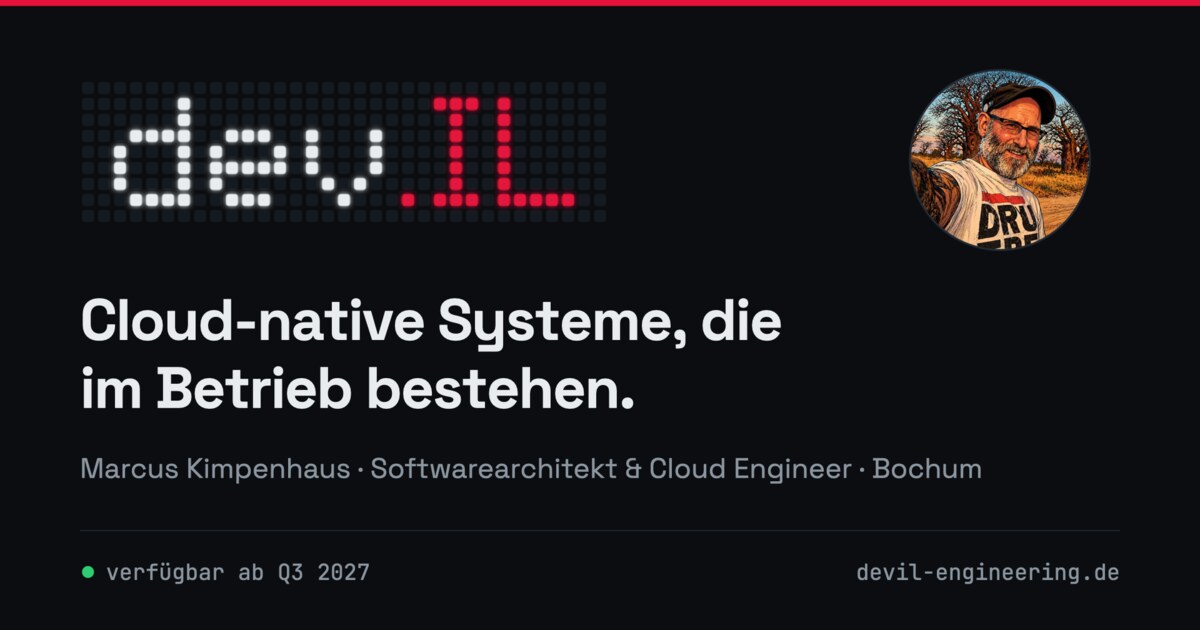 dev.IL
DRU
Cloud-native Systeme, die
im Betrieb bestehen.
Marcus Kimpenhaus · Softwarearchitekt & Cloud Engineer · Bochum
verfügbar ab Q3 2027
devil-engineering.de